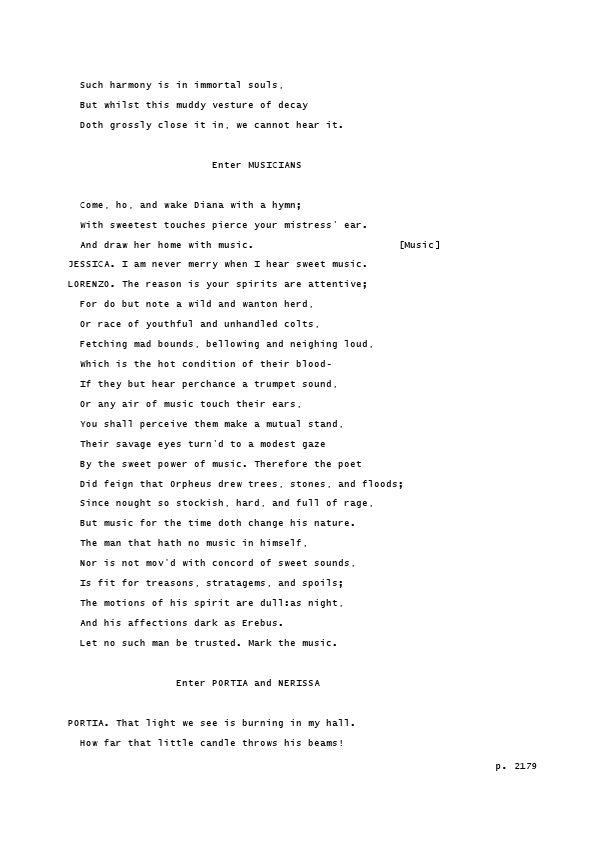 Such harmony is in immortal souls,
But whilst this muddy vesture of decay
Doth grossly close it in, we cannot hear it.
Enter MUSICIANS
Come, ho, and wake Diana with a hymn;
With sweetest touches pierce your mistress' ear.
And draw her home with music. [Music]
JESSICA. I am never merry when I hear sweet music.
LORENZO. The reason is your spirits are attentive;
For do but note a wild and wanton herd,
Or race of youthful and unhandled colts,
Fetching mad bounds, bellowing and neighing loud,
Which is the hot condition of their blood-
If they but hear perchance a trumpet sound,
Or any air of music touch their ears,
You shall perceive them make a mutual stand,
Their savage eyes turn'd to a modest gaze
By the sweet power of music. Therefore the poet
Did feign that Orpheus drew trees, stones, and floods;
Since nought so stockish, hard, and full of rage,
But music for the time doth change his nature.
The man that hath no music in himself,
Nor is not mov'd with concord of sweet sounds,
Is fit for treasons, stratagems, and spoils;
The motions of his spirit are dull:as night,
And his affections dark as Erebus.
Let no such man be trusted. Mark the music.
Enter PORTIA and NERISSA
PORTIA. That light we see is burning in my hall.
How far that little candle throws his beams!
p. 2179